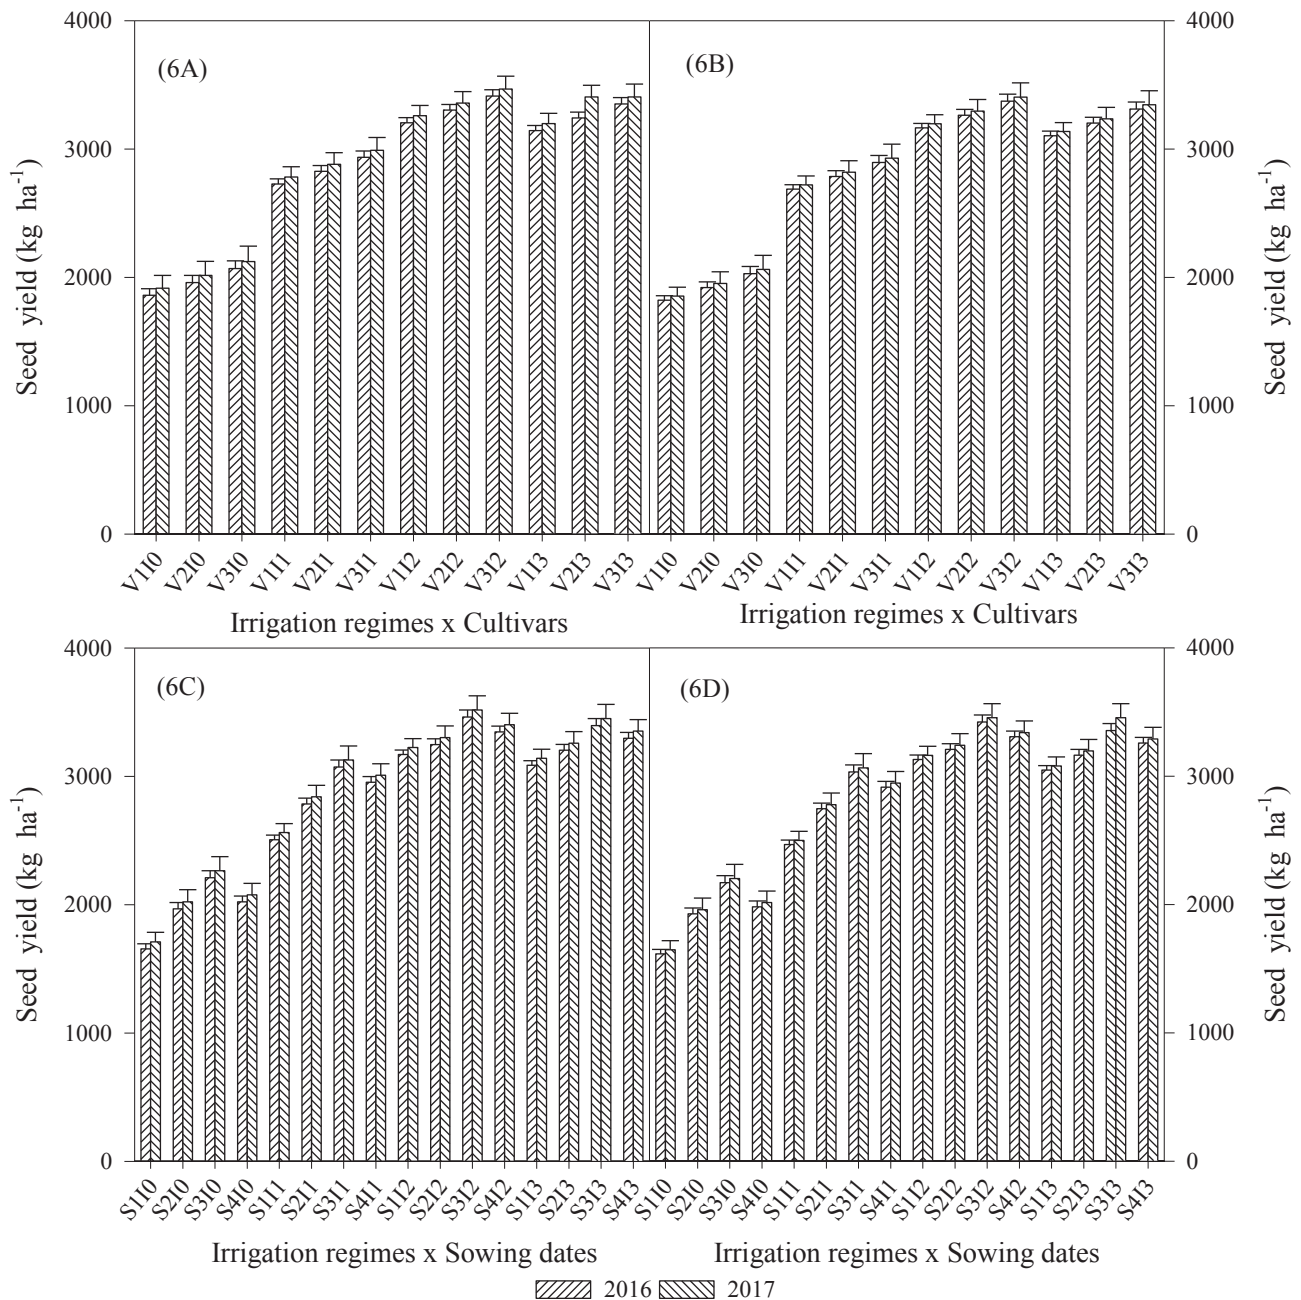 4000
3000
2000
1000
0
Seed yield (kg ha-1)
(6A)
V1I0 V2I0 V3I0 V1I1 V2I1 V3I1 V1I2 V2I2 V3I2 V1I3 V2I3 V3I3
Irrigation regimes x Cultivars
(6B)
V1I0 V2I0 V3I0 V1I1 V2I1 V3I1 V1I2 V2I2 V3I2 V1I3 V2I3 V3I3
Irrigation regimes x Cultivars
4000
3000
2000
1000
0
Seed yield (kg ha-1)
4000
3000
2000
1000
0
Seed yield (kg ha-1)
(6C)
S1I0 S2I0 S3I0 S4I0 S1I1 S2I1 S3I1 S4I1 S1I2 S2I2 S3I2 S4I2 S1I3 S2I3 S3I3 S4I3
Irrigation regimes x Sowing dates
(6D)
S1I0 S2I0 S3I0 S4I0 S1I1 S2I1 S3I1 S4I1 S1I2 S2I2 S3I2 S4I2 S1I3 S2I3 S3I3 S4I3
Irrigation regimes x Sowing dates
4000
3000
2000
1000
0
Seed yield (kg ha-1)
2016 2017